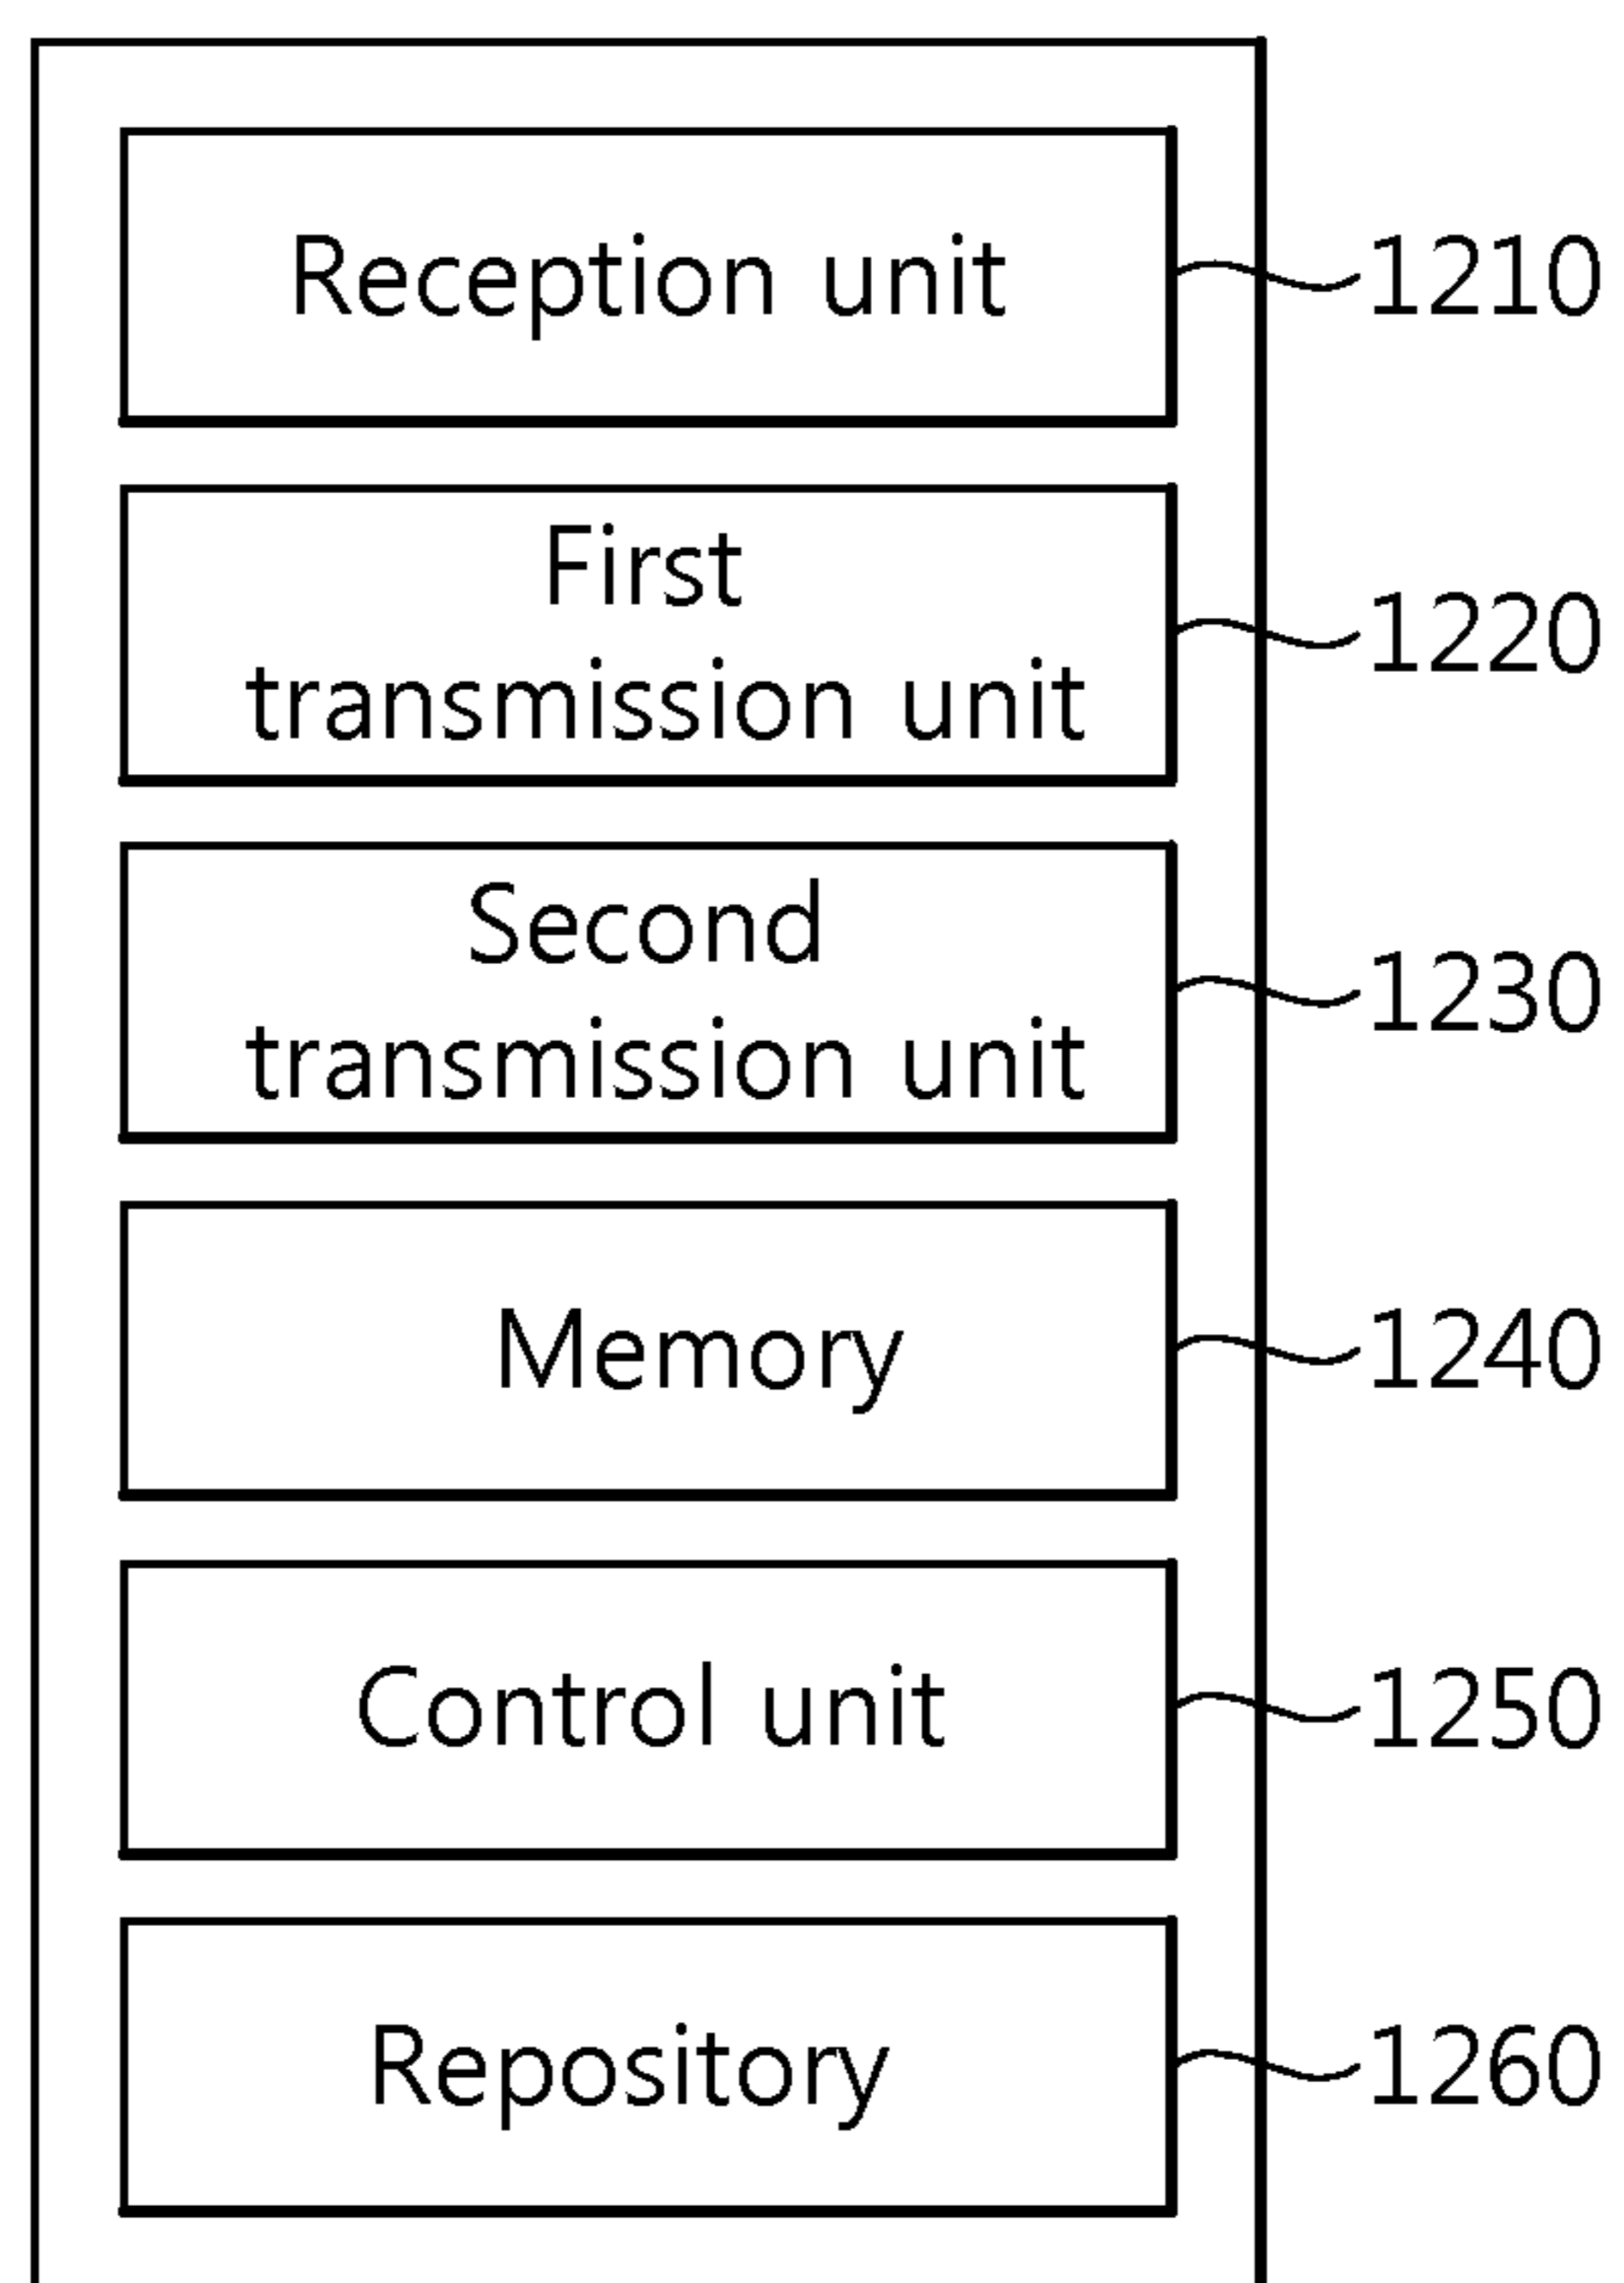 Reception unit 1210
First
transmission unit 1220
Second
transmission unit 1230
Memory 1240
Control unit 1250
Repository 1260